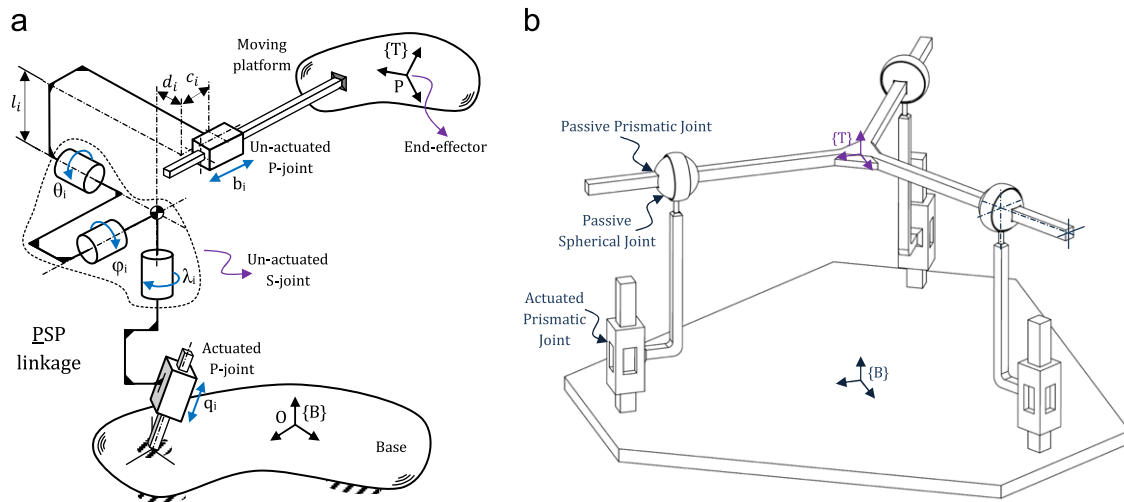 a
Moving
platform
{T}
P
d_i
c_i
l_i
Un-actuated
P-joint
End-effector
b_i
θ_i
φ_i
λ_i
Un-actuated
S-joint
PSP
linkage
Actuated
P-joint
q_i
O
{B}
Base
b
Passive Prismatic Joint
{T}
Passive
Spherical Joint
Actuated
Prismatic
Joint
{B}